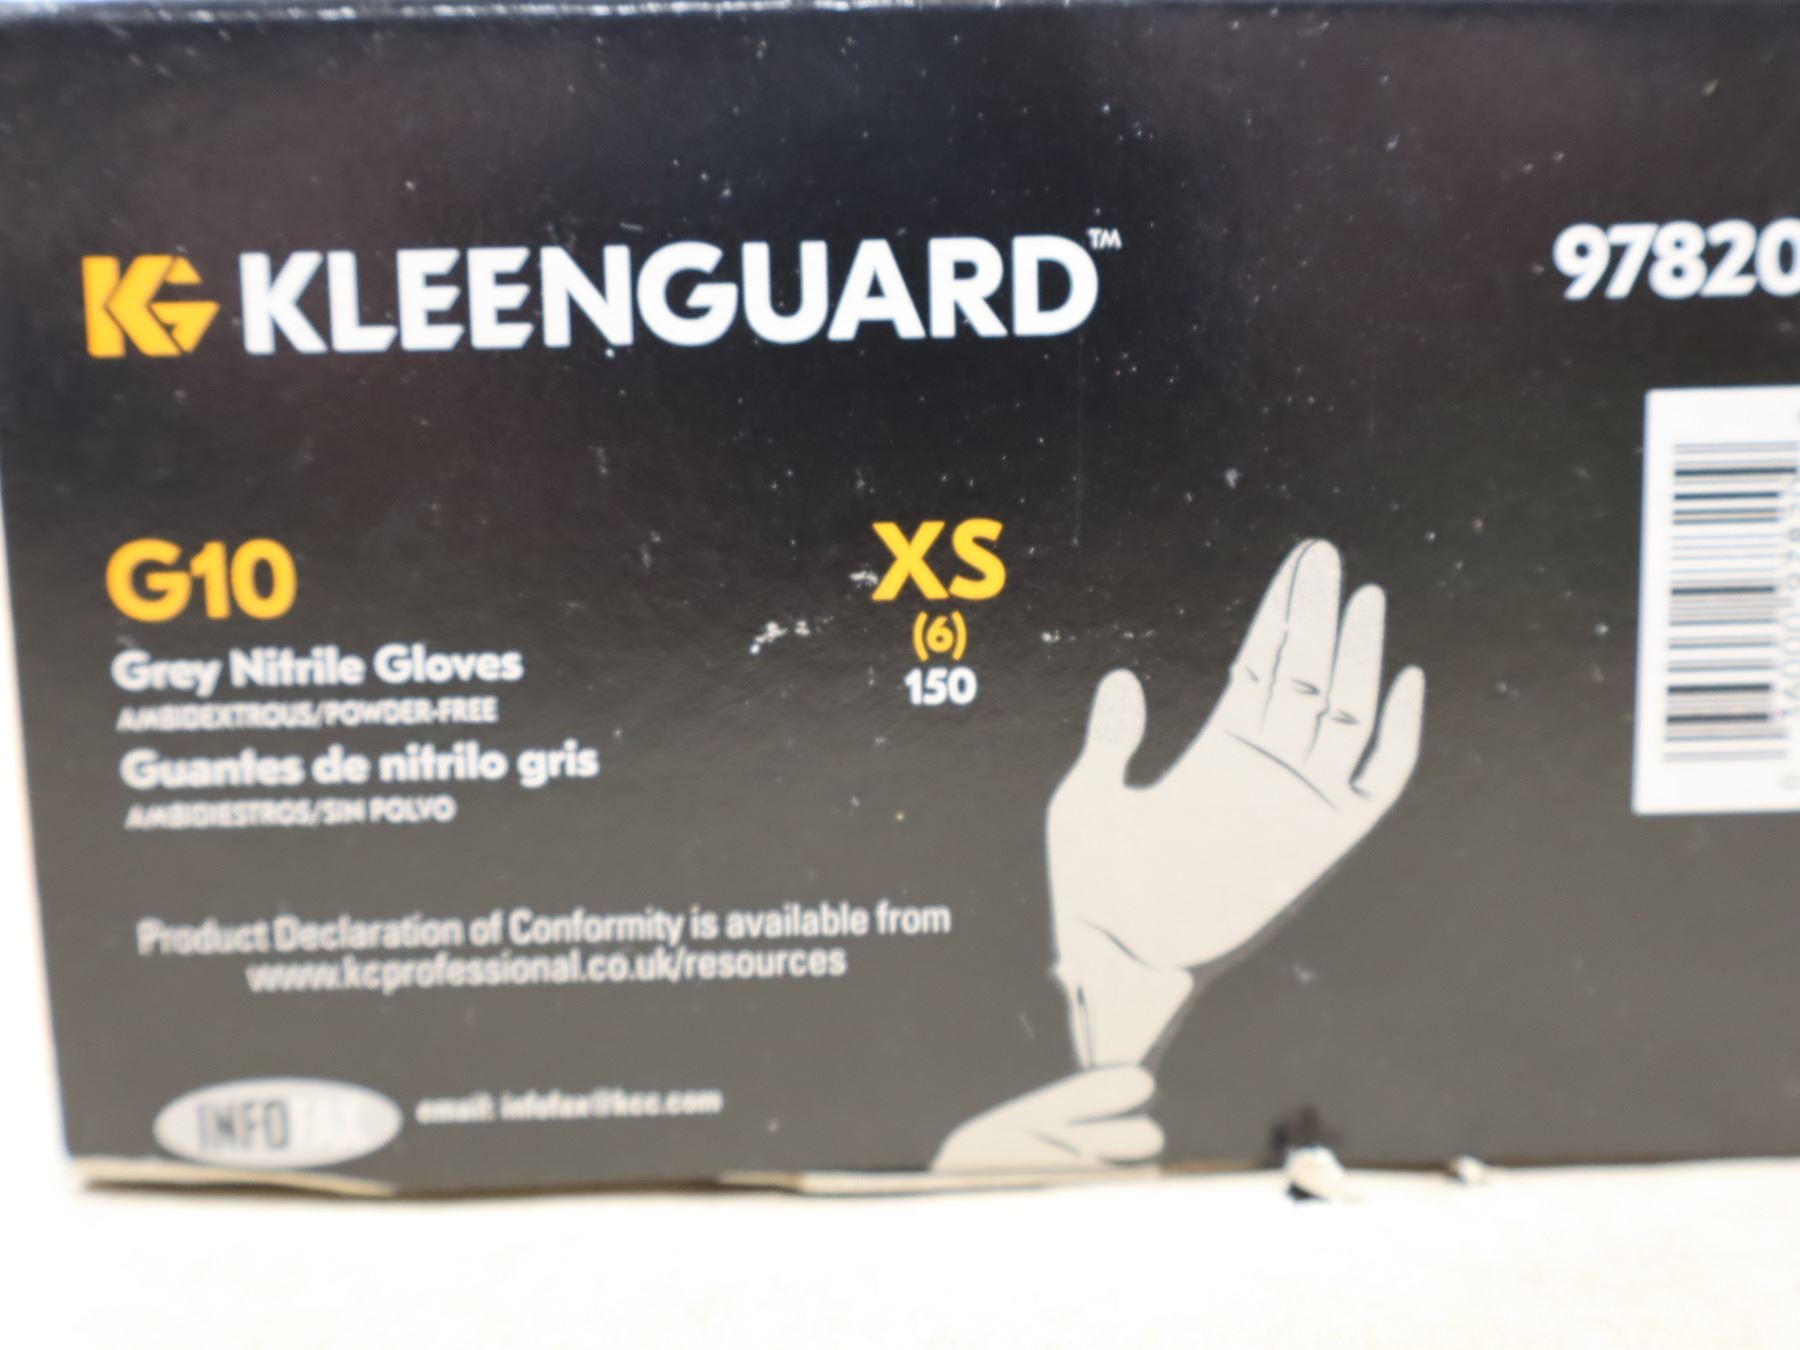 KG KLEENGUARD™
97820
G10
XS
(6)
150
Grey Nitrile Gloves
AMBIDEXTROUS/POWDER-FREE
Guantes de nitrilo gris
AMBIDIESTROS/SIN POLVO
Product Declaration of Conformity is available from
www.kcprofessional.co.uk/resources
INFOFAX
email: infofax@kcc.com